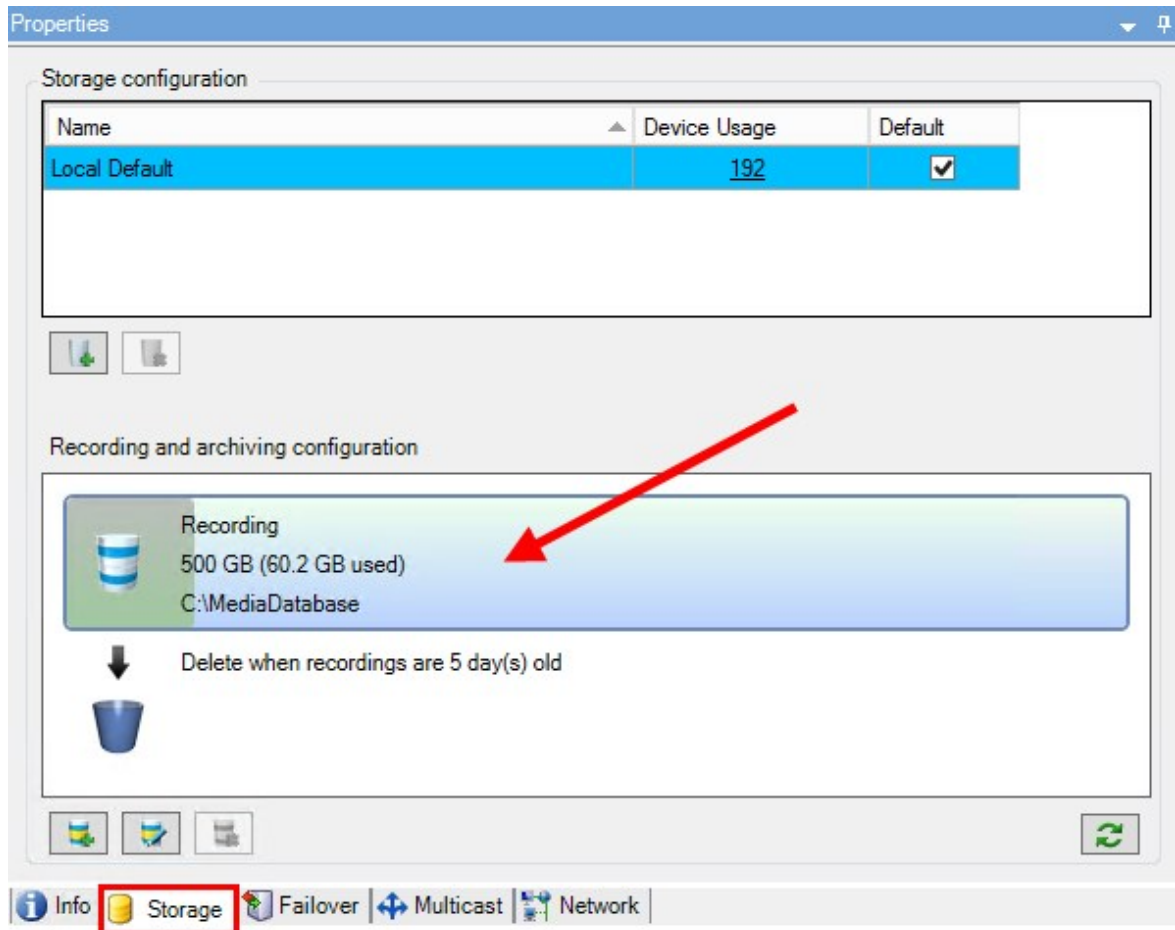 Properties
Storage configuration
Name Device Usage Default
Local Default 192
Recording and archiving configuration
Recording
500 GB (60.2 GB used)
C:\MediaDatabase
Delete when recordings are 5 day(s) old
Info Storage Failover Multicast Network